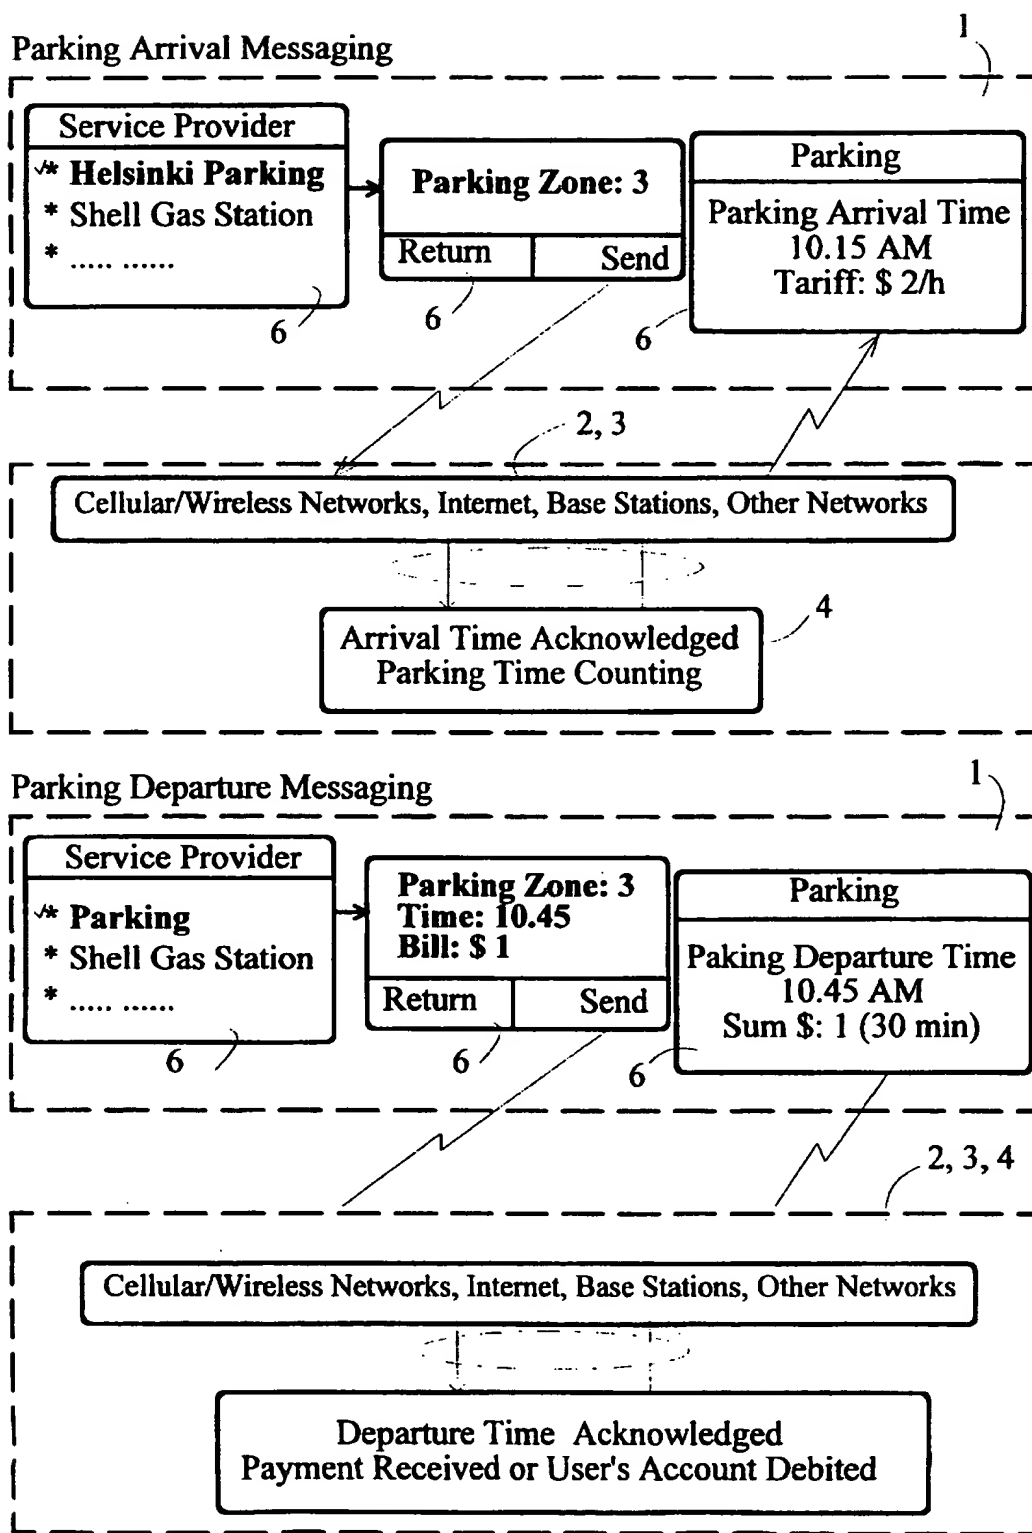 1
Parking Arrival Messaging
Service Provider
* Helsinki Parking
* Shell Gas Station
* ..... ......
6
Parking Zone: 3
Return
Send
6
Parking
Parking Arrival Time
10.15 AM
Tariff: $ 2/h
6
2, 3
Cellular/Wireless Networks, Internet, Base Stations, Other Networks
4
Arrival Time Acknowledged
Parking Time Counting
1
Parking Departure Messaging
Service Provider
* Parking
* Shell Gas Station
* ..... ......
6
Parking Zone: 3
Time: 10.45
Bill: $ 1
Return
Send
6
Parking
Paking Departure Time
10.45 AM
Sum $: 1 (30 min)
6
2, 3, 4
Cellular/Wireless Networks, Internet, Base Stations, Other Networks
Departure Time Acknowledged
Payment Received or User's Account Debited